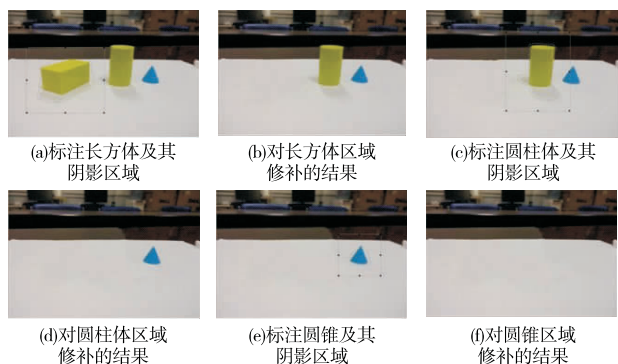 (a)标注长方体及其
阴影区域
(b)对长方体区域
修补的结果
(c)标注圆柱体及其
阴影区域
(d)对圆柱体区域
修补的结果
(e)标注圆锥及其
阴影区域
(f)对圆锥区域
修补的结果